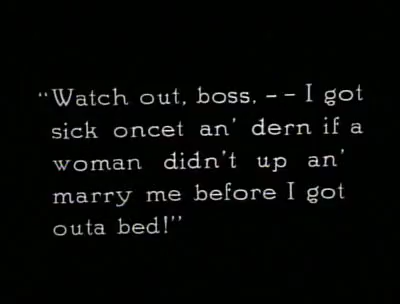 “Watch out, boss, -- I got
sick oncet an' dern if a
woman didn't up an'
marry me before I got
outa bed!”